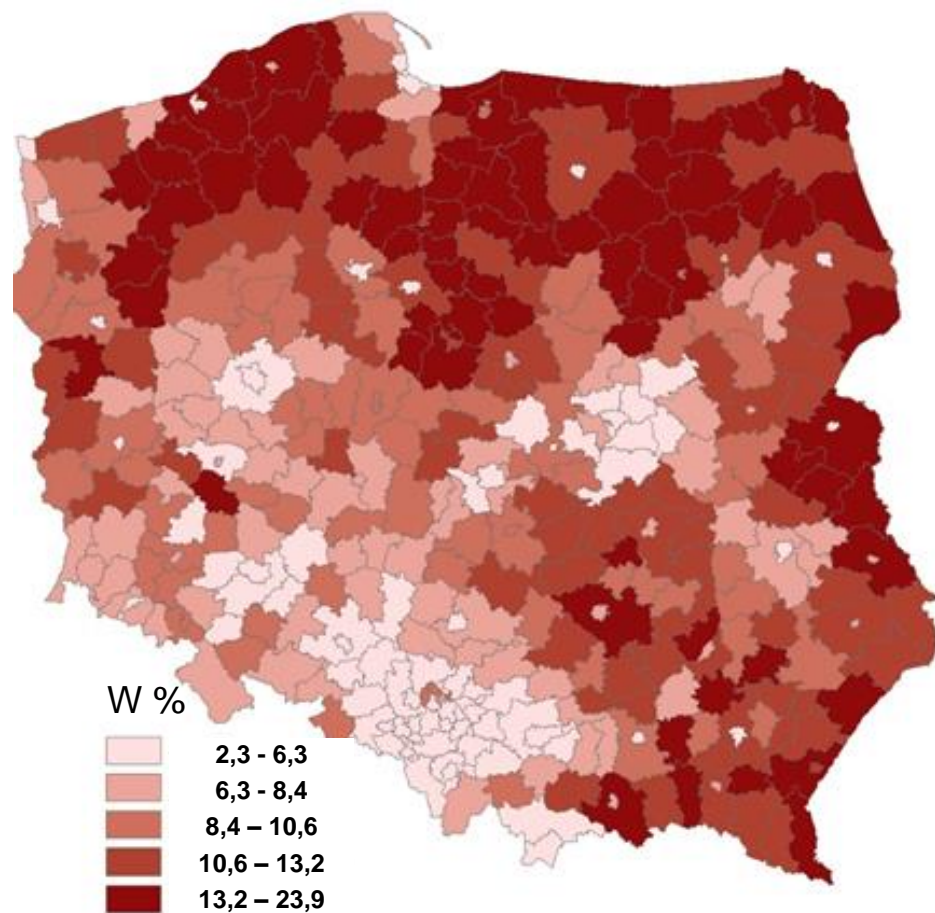 W %
2,3 - 6,3
6,3 - 8,4
8,4 – 10,6
10,6 – 13,2
13,2 – 23,9